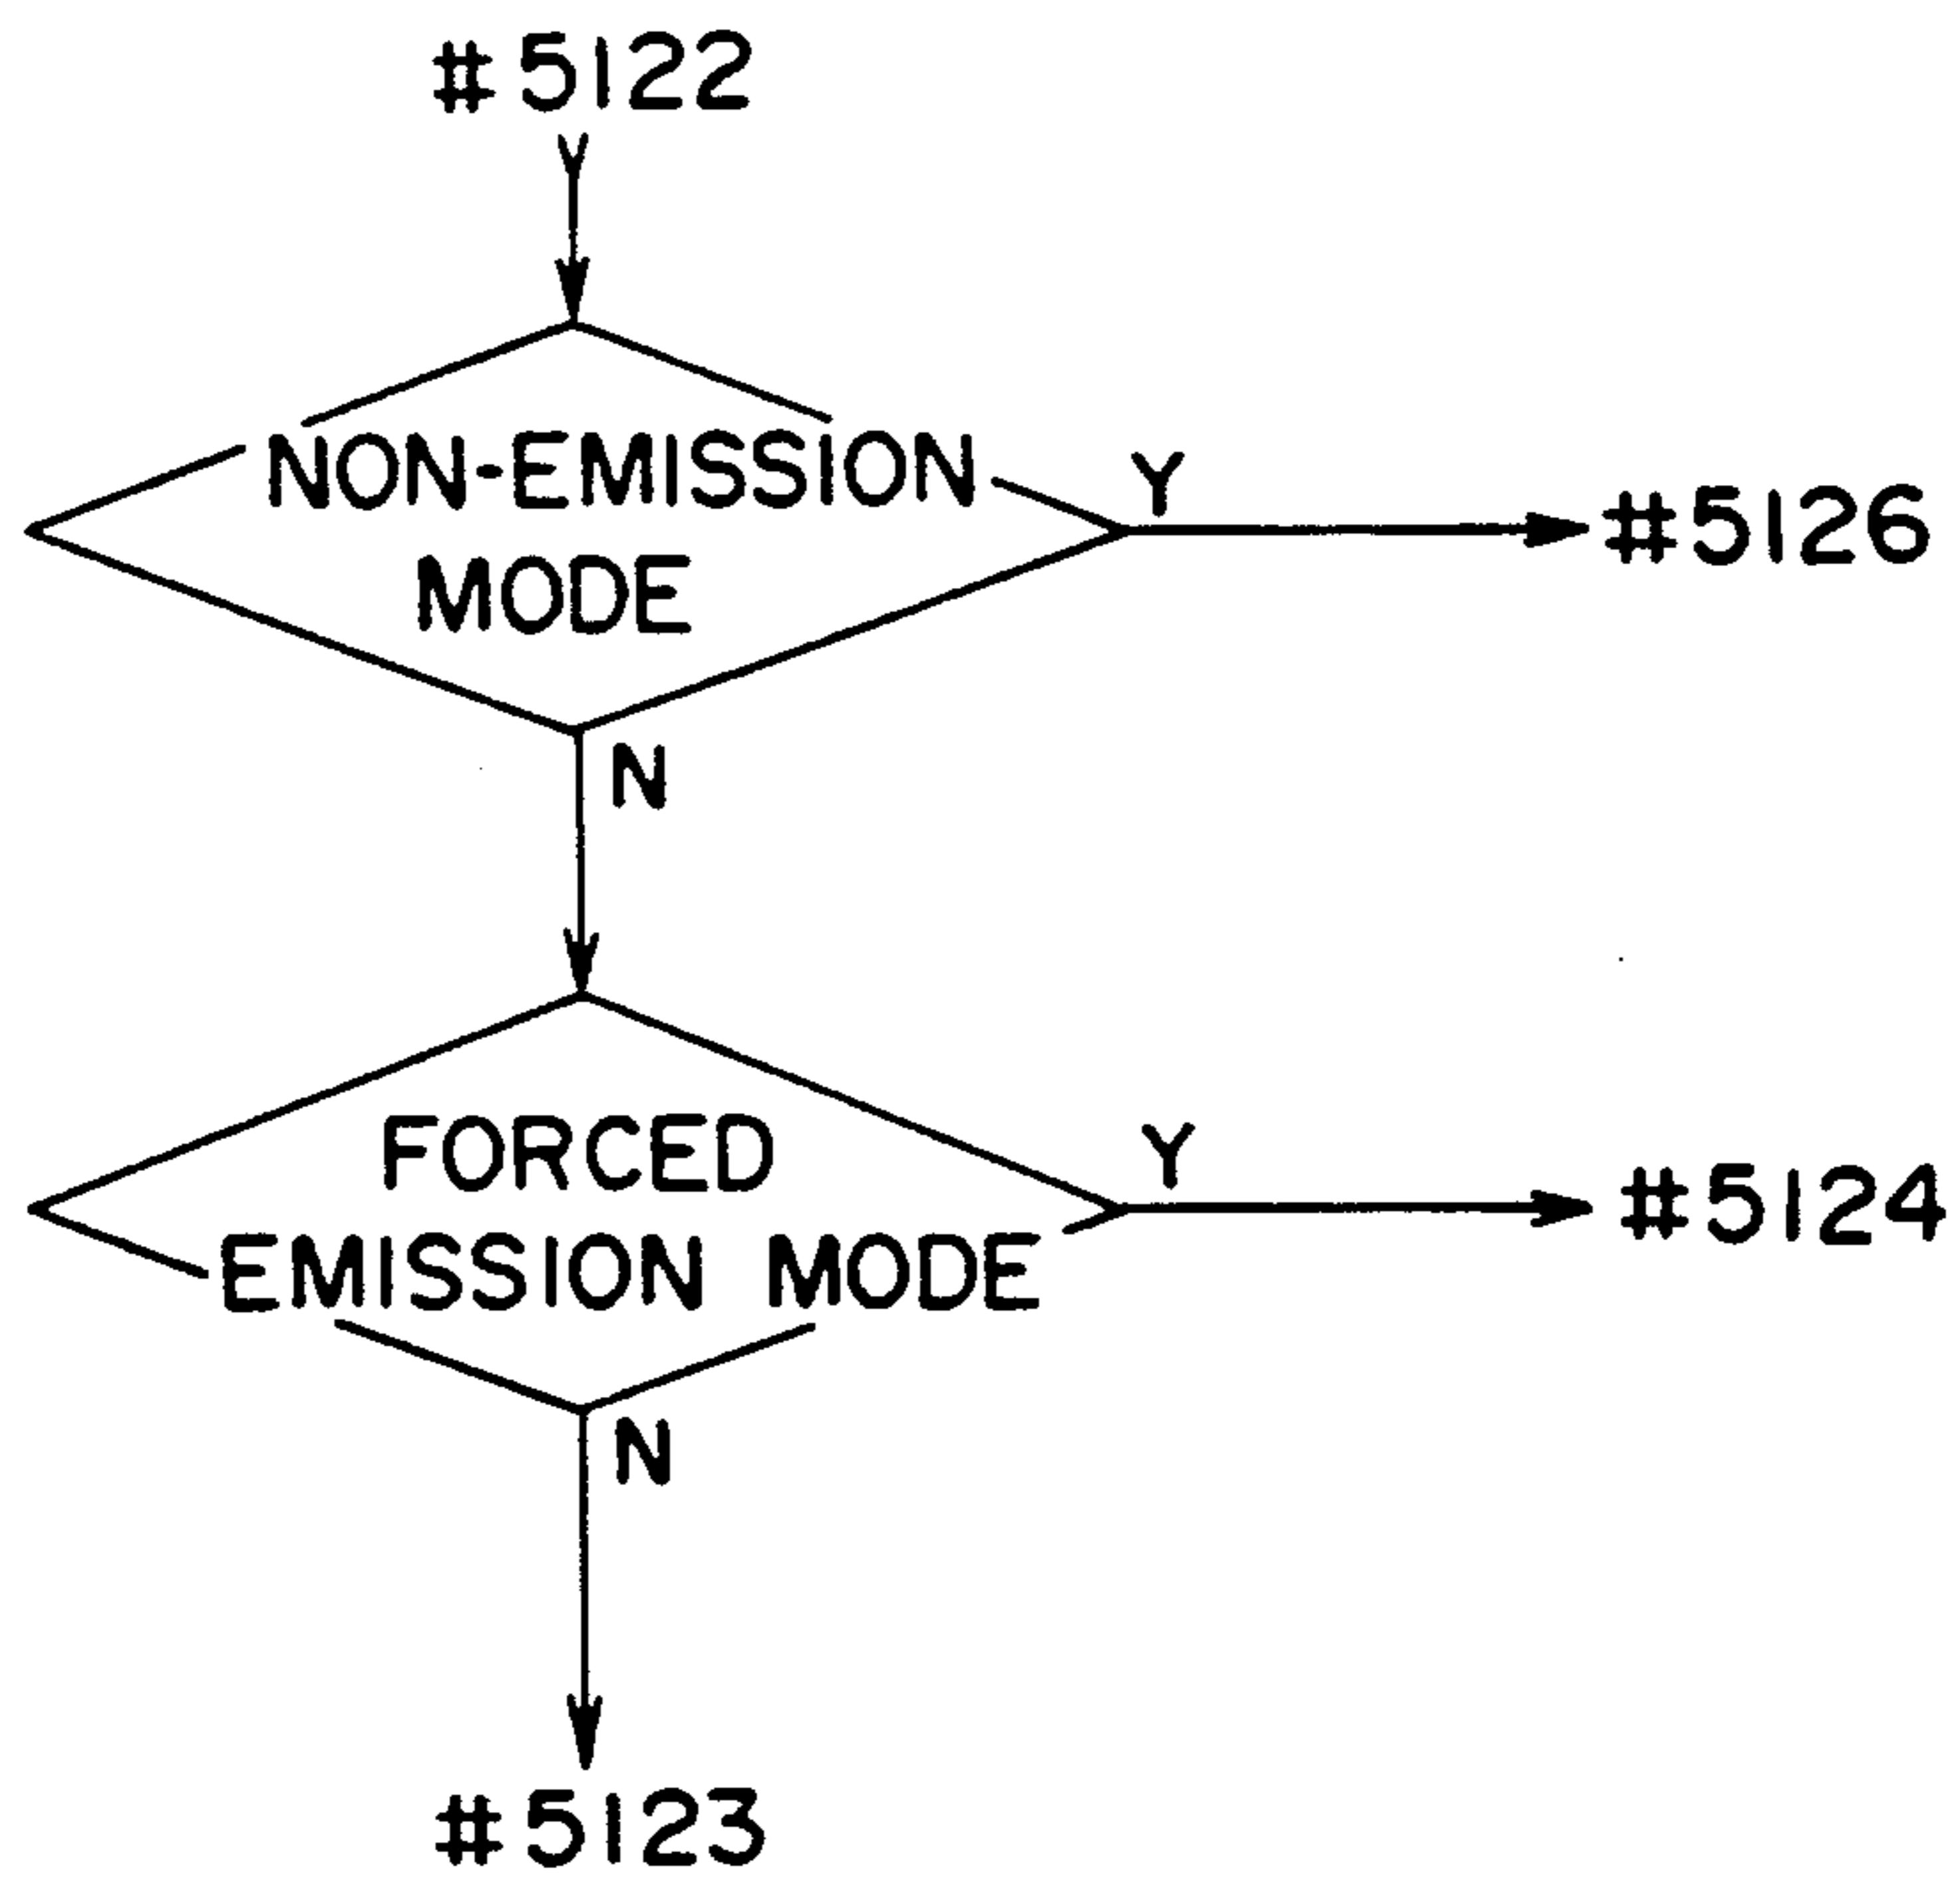 #5122
NON-EMISSION
MODE
Y
#5126
N
FORCED
EMISSION MODE
Y
#5124
N
#5123